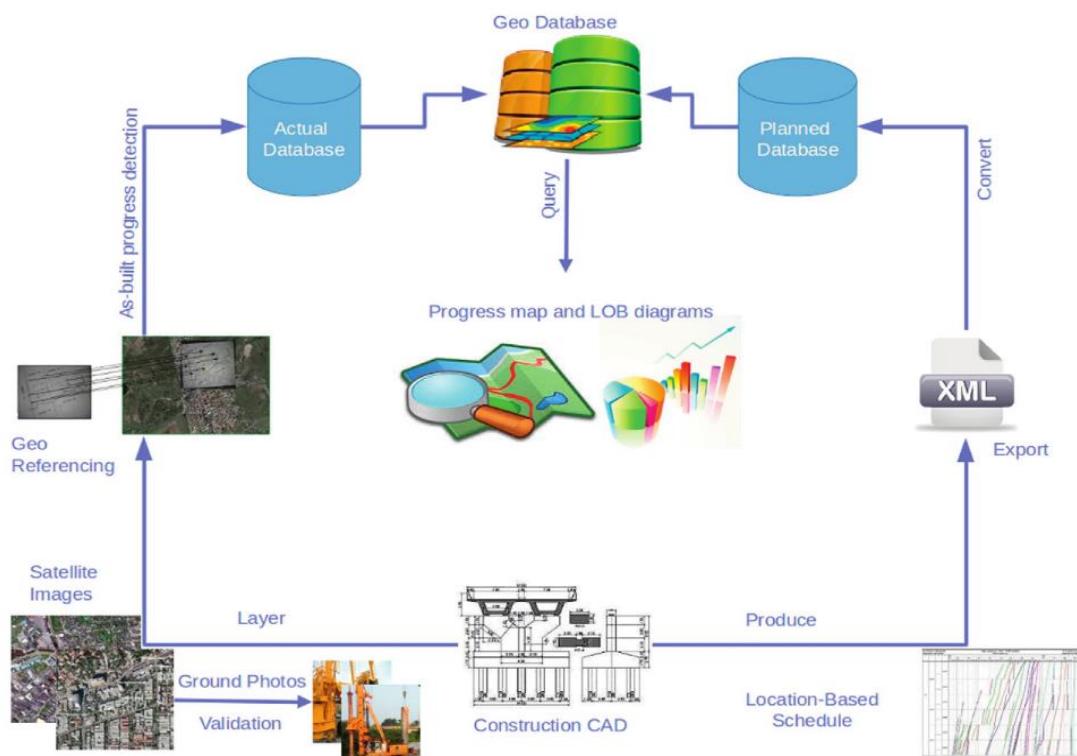 Geo Database
Actual
Database
Planned
Database
As-built progress detection
Query
Convert
Progress map and LOB diagrams
XML
Geo
Referencing
Export
Satellite
Images
Layer
Produce
Ground Photos
Validation
Construction CAD
Location-Based
Schedule